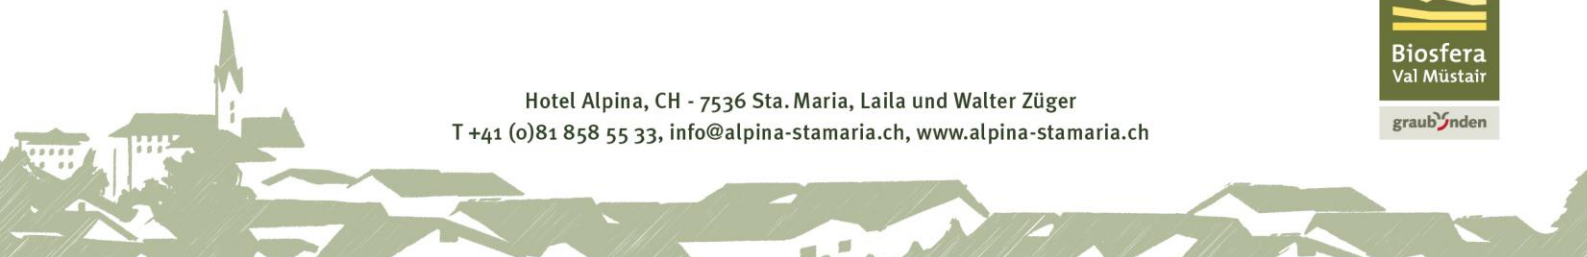 Hotel Alpina, CH - 7536 Sta. Maria, Laila und Walter Züger
T +41 (0)81 858 55 33, info@alpina-stamaria.ch, www.alpina-stamaria.ch
Biosfera
Val Müstair
graubünden